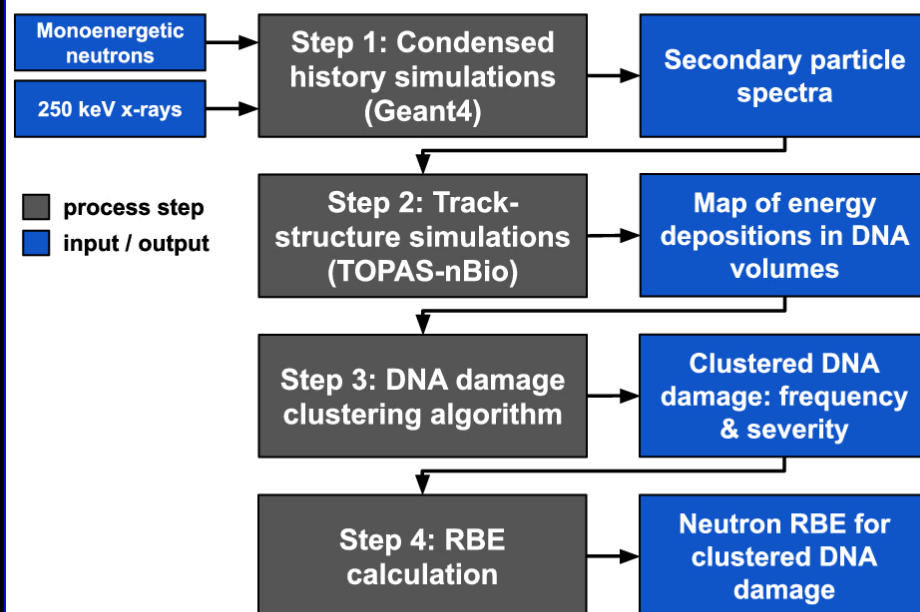 Monoenergetic
neutrons
250 keV x-rays
Step 1: Condensed
history simulations
(Geant4)
Secondary particle
spectra
process step
input / output
Step 2: Track-
structure simulations
(TOPAS-nBio)
Map of energy
depositions in DNA
volumes
Step 3: DNA damage
clustering algorithm
Clustered DNA
damage: frequency
& severity
Step 4: RBE
calculation
Neutron RBE for
clustered DNA
damage